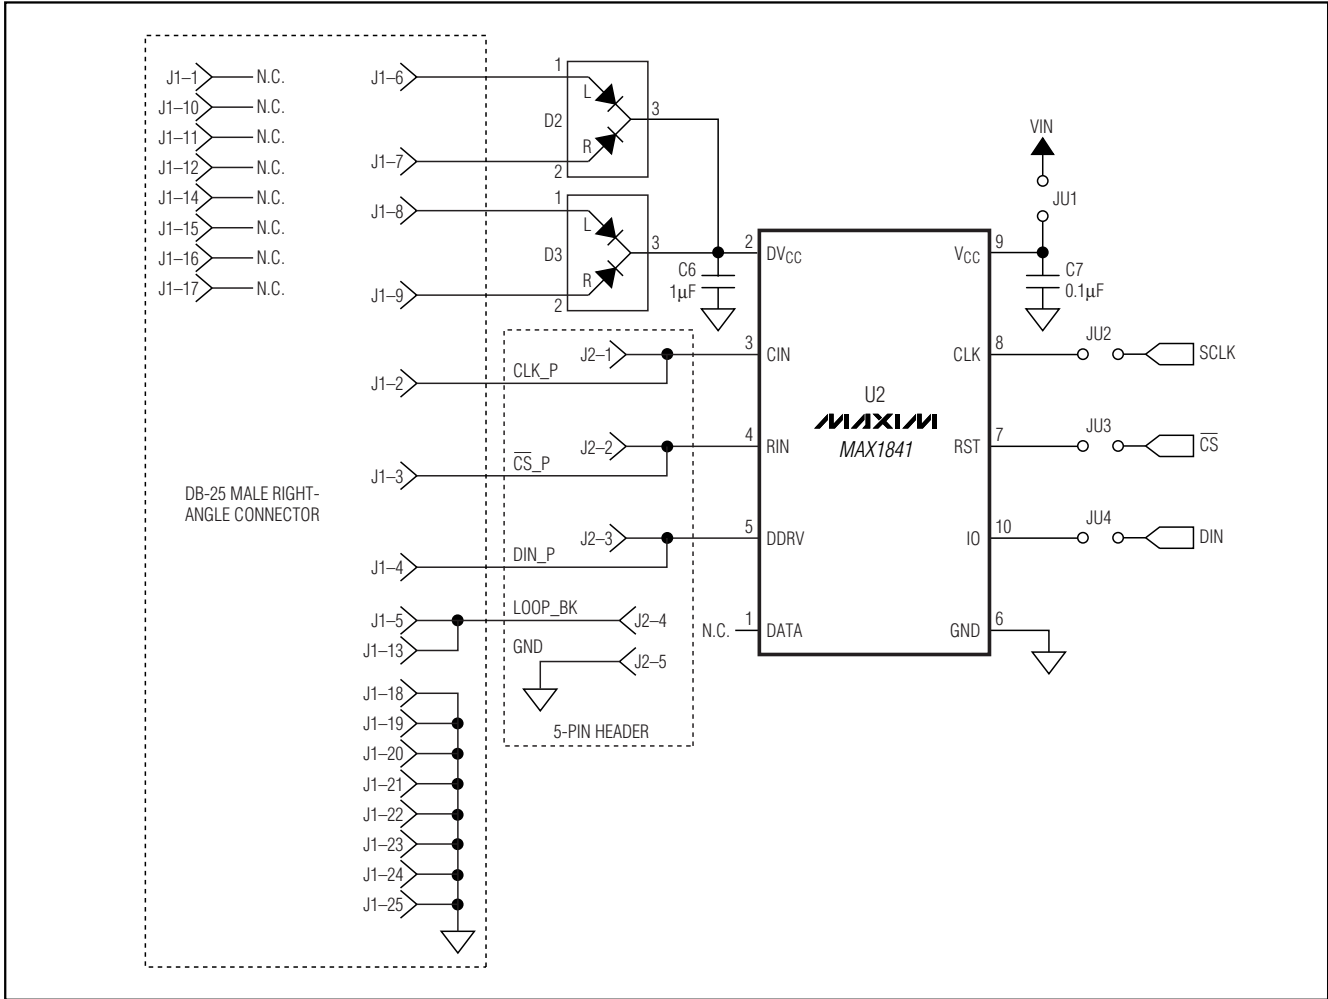 J1–1 N.C.
J1–10 N.C.
J1–11 N.C.
J1–12 N.C.
J1–14 N.C.
J1–15 N.C.
J1–16 N.C.
J1–17 N.C.
DB-25 MALE RIGHT-
ANGLE CONNECTOR
J1–6
J1–7
J1–8
J1–9
J1–2
J1–3
J1–4
J1–5
J1–13
J1–18
J1–19
J1–20
J1–21
J1–22
J1–23
J1–24
J1–25
1
L
D2
3
R
2
1
L
D3
3
R
2
C6
1µF
J2–1
CLK_P
J2–2
C̅S̅_P
J2–3
DIN_P
LOOP_BK
J2–4
GND
J2–5
5-PIN HEADER
2 DVCC
3 CIN
4 RIN
5 DDRV
N.C. 1 DATA
U2
MAXIM
MAX1841
VCC 9
CLK 8
RST 7
IO 10
GND 6
VIN
JU1
C7
0.1µF
JU2 SCLK
JU3 C̅S̅
JU4 DIN